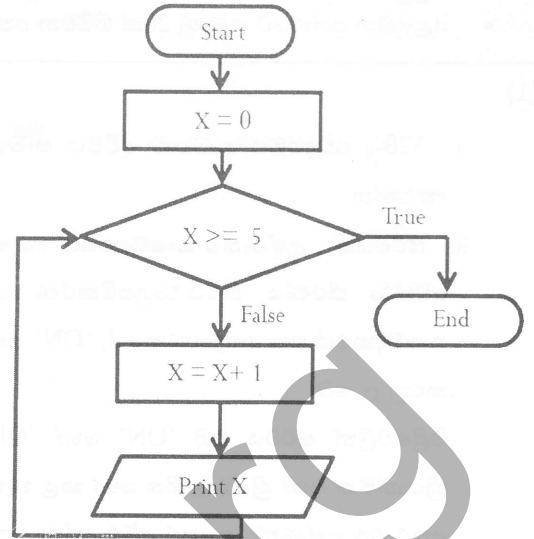 Start
X = 0
X >= 5
True
False
End
X = X+ 1
Print X